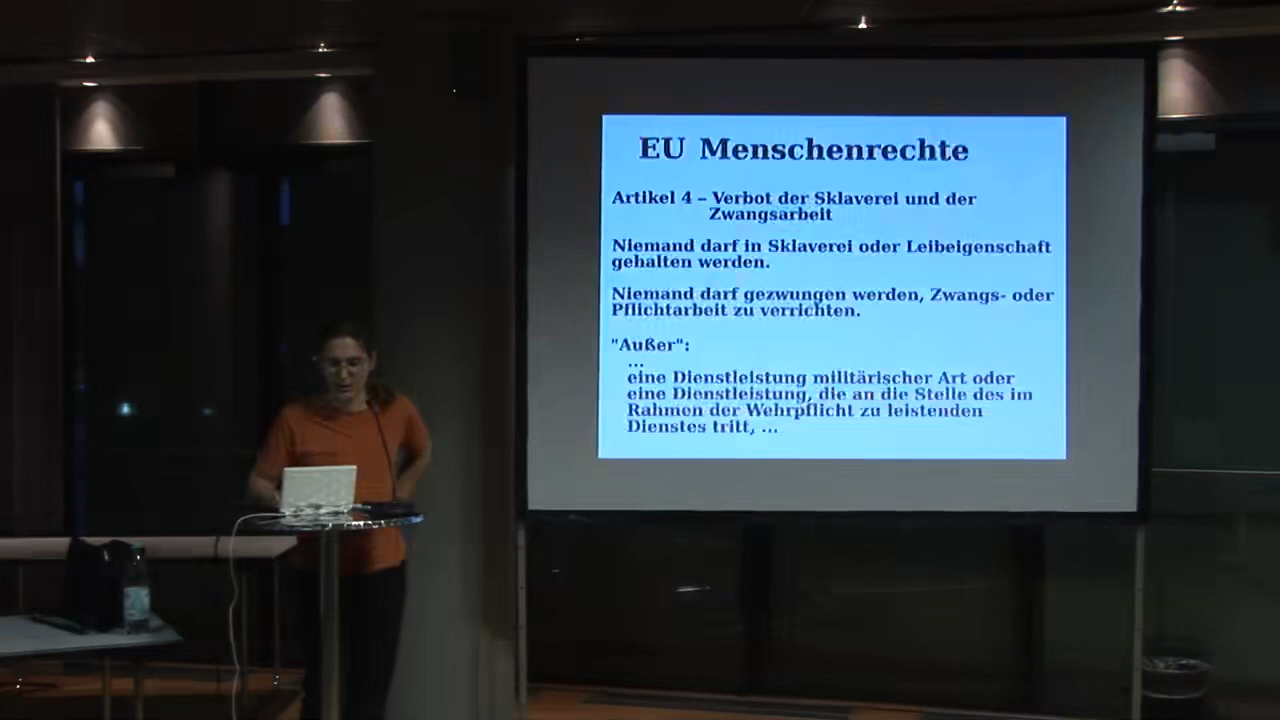 EU Menschenrechte
Artikel 4 – Verbot der Sklaverei und der
Zwangsarbeit
Niemand darf in Sklaverei oder Leibeigenschaft
gehalten werden.
Niemand darf gezwungen werden, Zwangs- oder
Pflichtarbeit zu verrichten.
"Außer":
...
eine Dienstleistung militärischer Art oder
eine Dienstleistung, die an die Stelle des im
Rahmen der Wehrpflicht zu leistenden
Dienstes tritt, ...